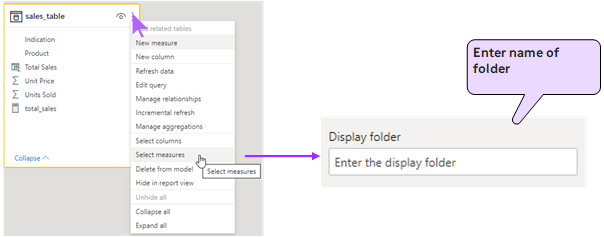 sales_table
Indication
Product
Total Sales
Unit Price
Units Sold
total_sales
Collapse
related tables
New measure
New column
Refresh data
Edit query
Manage relationships
Incremental refresh
Manage aggregations
Select columns
Select measures
Delete from model
Hide in report view
Unhide all
Collapse all
Expand all
Select measures
Enter name of
folder
Display folder
Enter the display folder